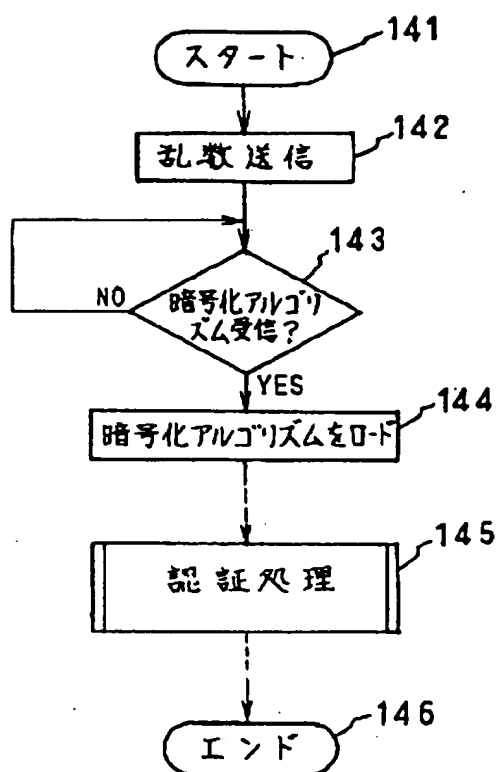 141
スタート
142
乱数送信
143
NO
暗号化アルゴリ
ズム受信?
YES
144
暗号化アルゴリズムをロード
145
認証処理
146
エンド